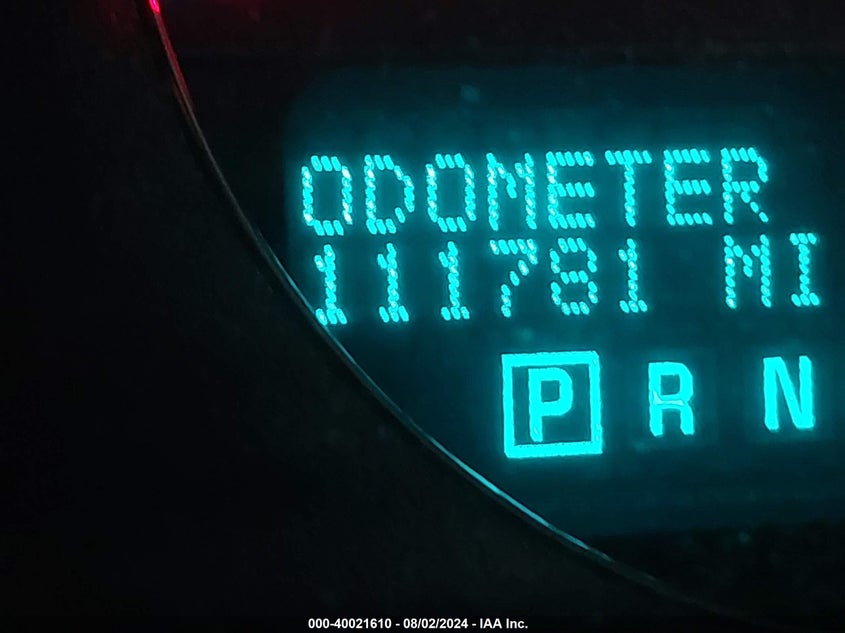 ODOMETER
111781 MI
P R N
000-40021610 - 08/02/2024 - IAA Inc.